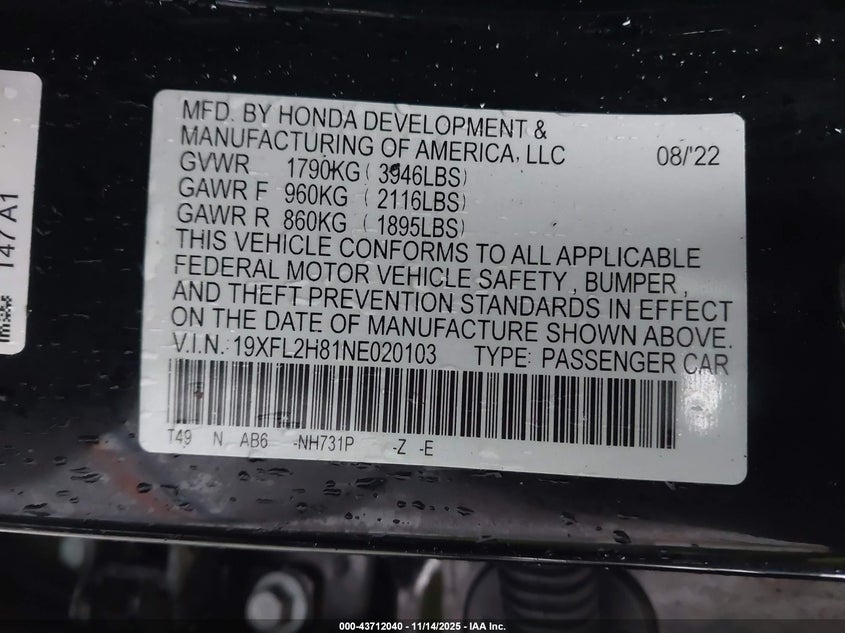 MFD. BY HONDA DEVELOPMENT &
MANUFACTURING OF AMERICA, LLC 08/'22
GVWR 1790KG ( 3946LBS)
GAWR F 960KG ( 2116LBS)
GAWR R 860KG ( 1895LBS)
THIS VEHICLE CONFORMS TO ALL APPLICABLE
FEDERAL MOTOR VEHICLE SAFETY , BUMPER ,
AND THEFT PREVENTION STANDARDS IN EFFECT
ON THE DATE OF MANUFACTURE SHOWN ABOVE.
V.I.N.: 19XFL2H81NE020103 TYPE: PASSENGER CAR
T49 N AB6 -NH731P -Z -E
147 A1
000-43712040 - 11/14/2025 - IAA Inc.